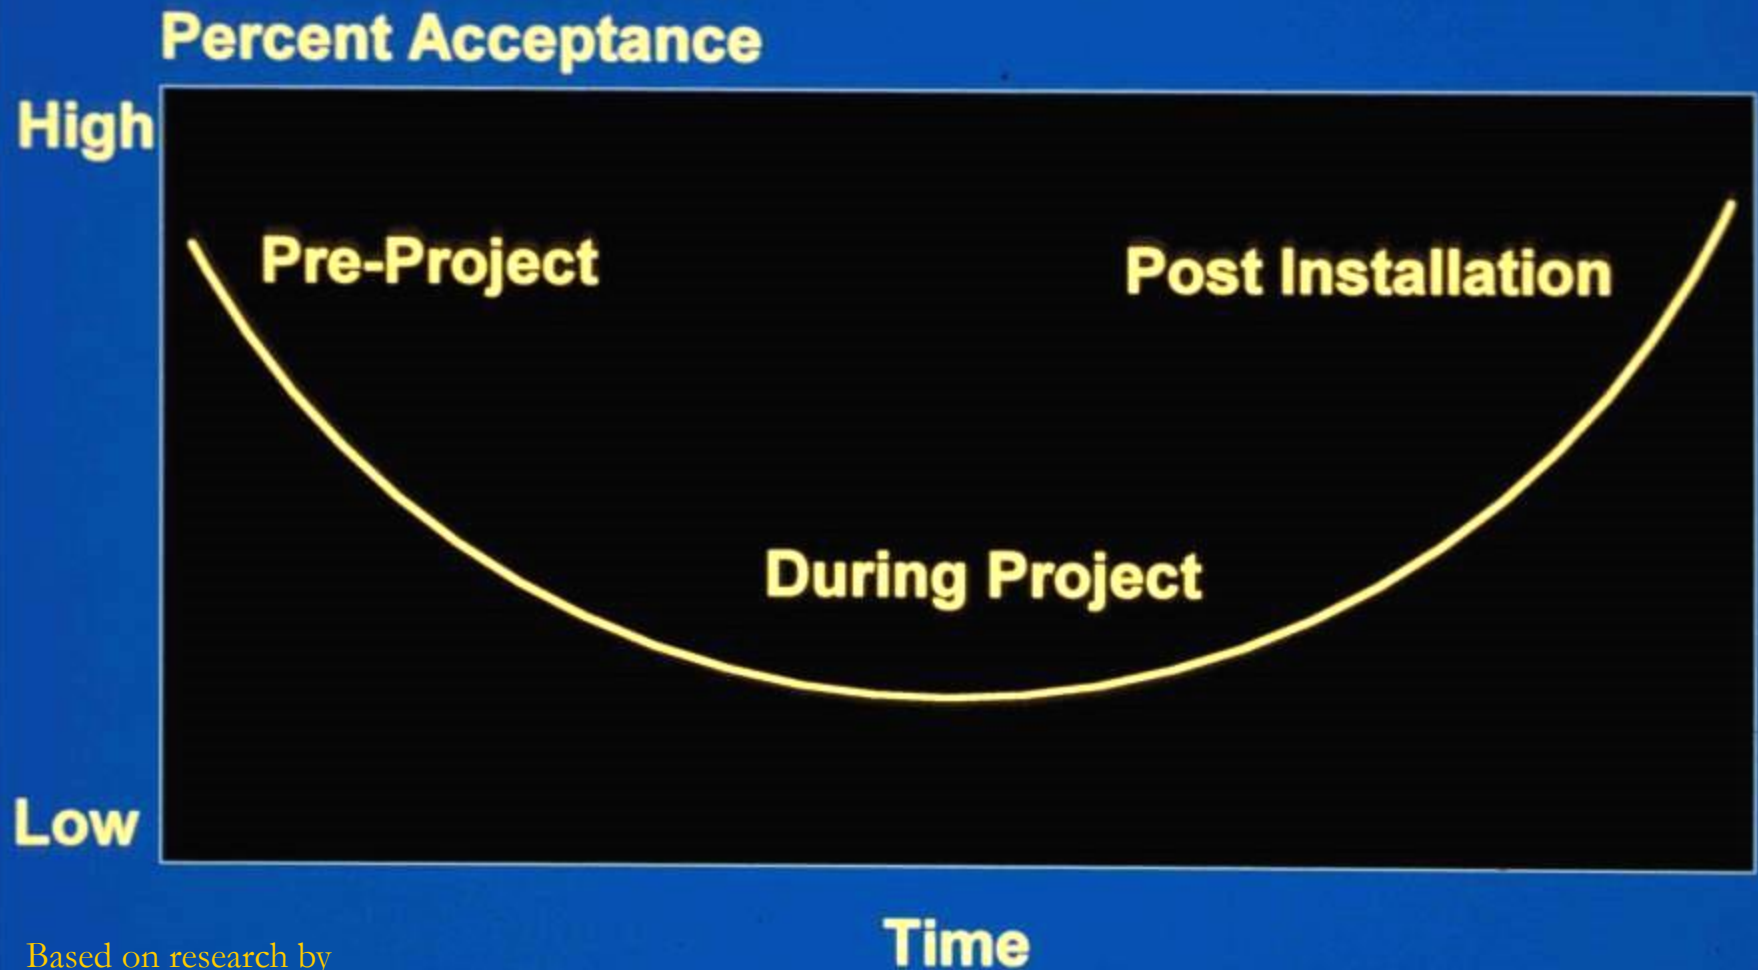 Percent Acceptance
High
Pre-Project
Post Installation
During Project
Low
Time
Based on research by